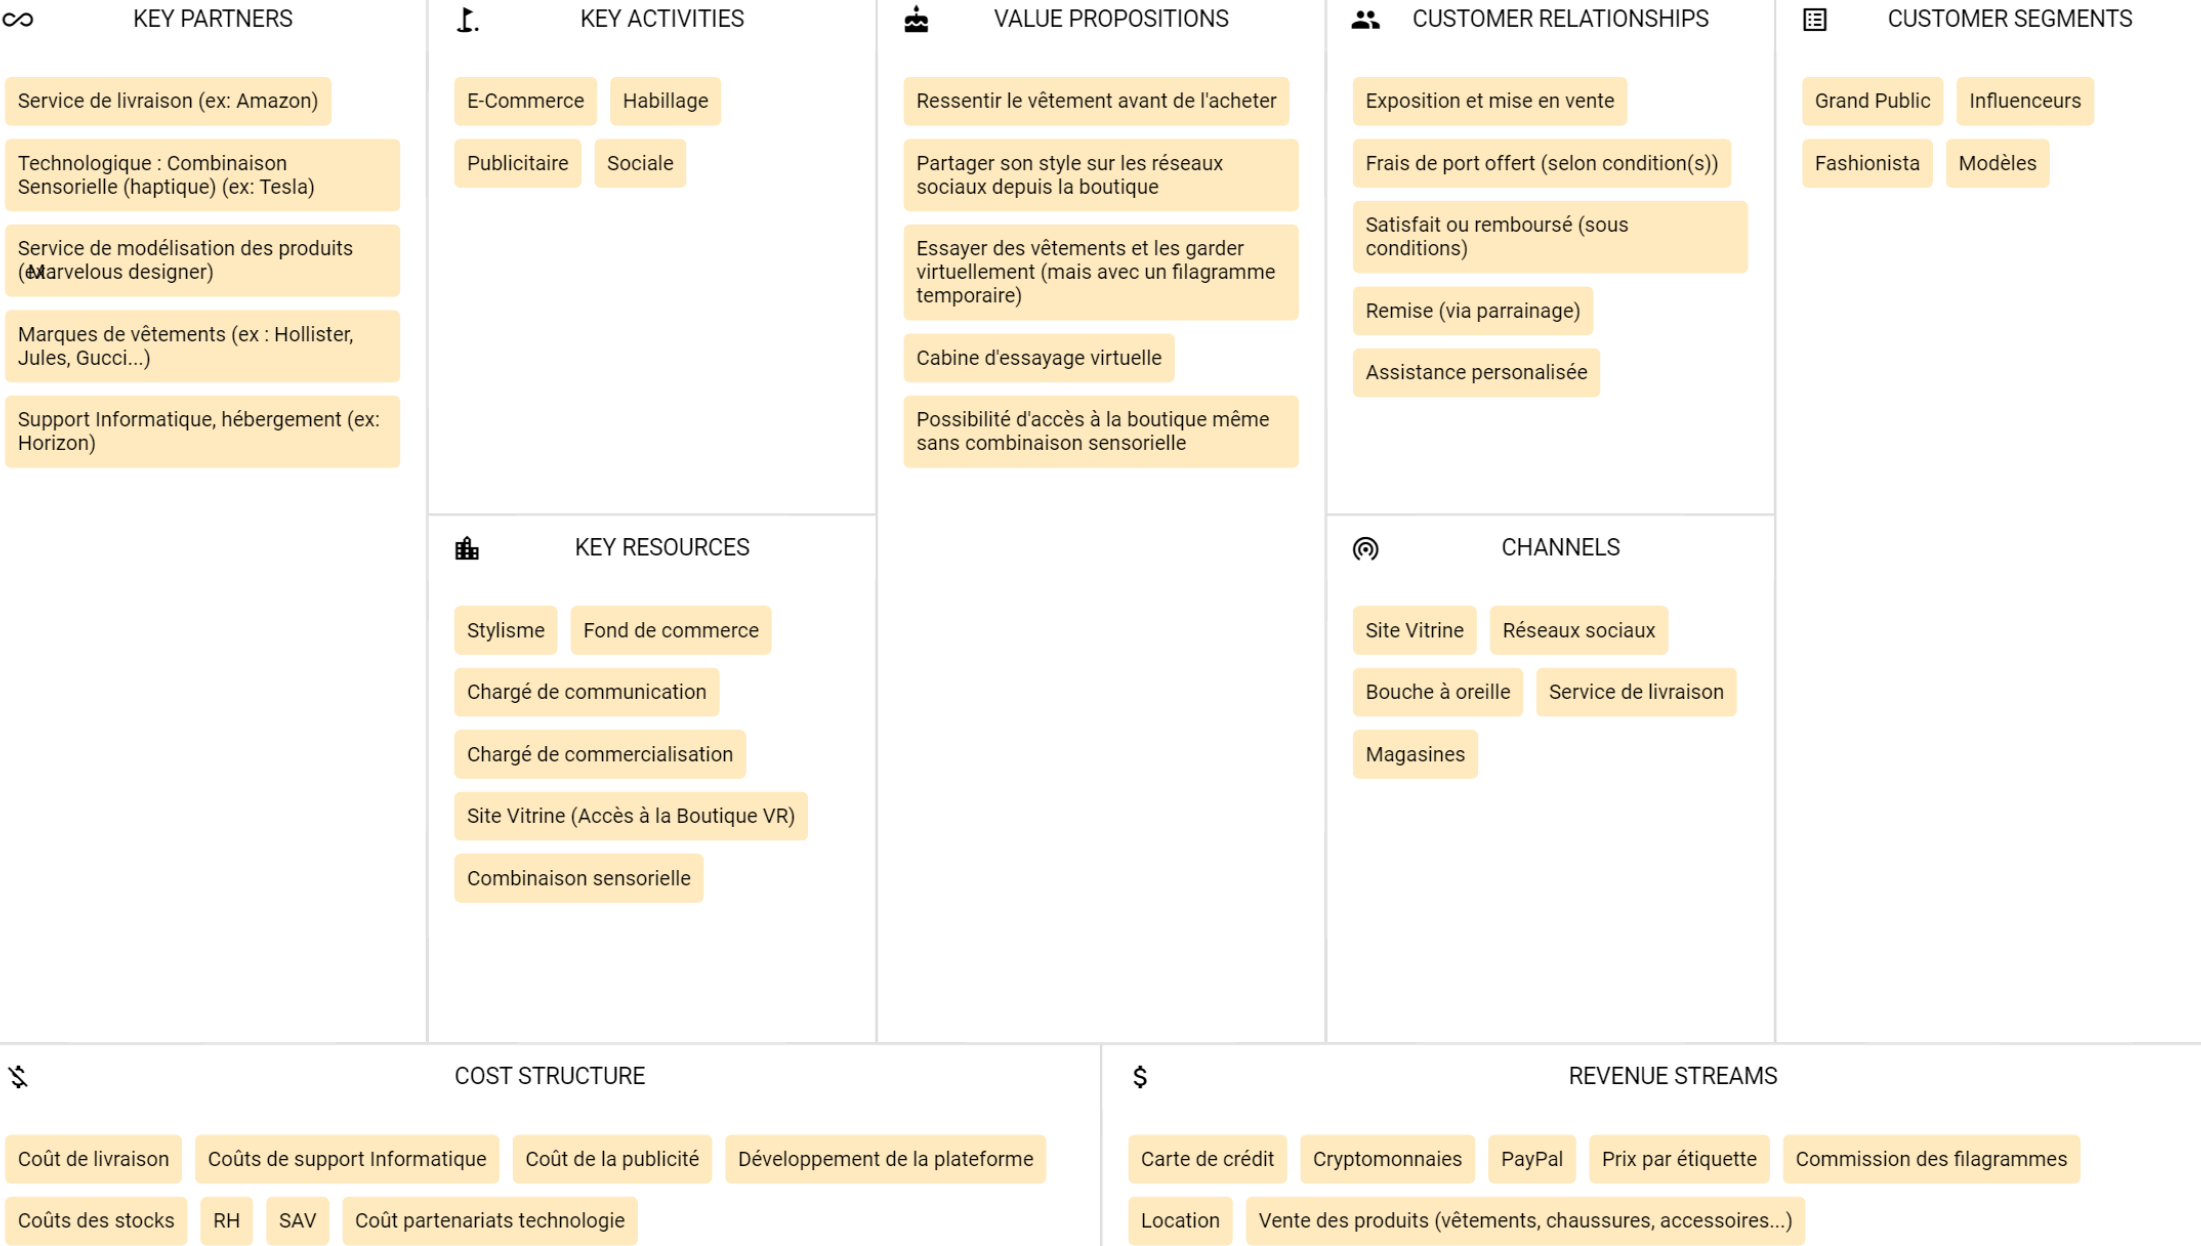 KEY PARTNERS
Service de livraison (ex: Amazon)
Technologique : Combinaison
Sensorielle (haptique) (ex: Tesla)
Service de modélisation des produits
(ex Marvelous designer)
Marques de vêtements (ex : Hollister,
Jules, Gucci...)
Support Informatique, hébergement (ex:
Horizon)
KEY ACTIVITIES
E-Commerce
Habillage
Publicitaire
Sociale
KEY RESOURCES
Stylisme
Fond de commerce
Chargé de communication
Chargé de commercialisation
Site Vitrine (Accès à la Boutique VR)
Combinaison sensorielle
VALUE PROPOSITIONS
Ressentir le vêtement avant de l'acheter
Partager son style sur les réseaux
sociaux depuis la boutique
Essayer des vêtements et les garder
virtuellement (mais avec un filagramme
temporaire)
Cabine d'essayage virtuelle
Possibilité d'accès à la boutique même
sans combinaison sensorielle
CUSTOMER RELATIONSHIPS
Exposition et mise en vente
Frais de port offert (selon condition(s))
Satisfait ou remboursé (sous
conditions)
Remise (via parrainage)
Assistance personalisée
CHANNELS
Site Vitrine
Réseaux sociaux
Bouche à oreille
Service de livraison
Magasines
CUSTOMER SEGMENTS
Grand Public
Influenceurs
Fashionista
Modèles
COST STRUCTURE
Coût de livraison
Coûts de support Informatique
Coût de la publicité
Développement de la plateforme
Coûts des stocks
RH
SAV
Coût partenariats technologie
REVENUE STREAMS
Carte de crédit
Cryptomonnaies
PayPal
Prix par étiquette
Commission des filagrammes
Location
Vente des produits (vêtements, chaussures, accessoires...)